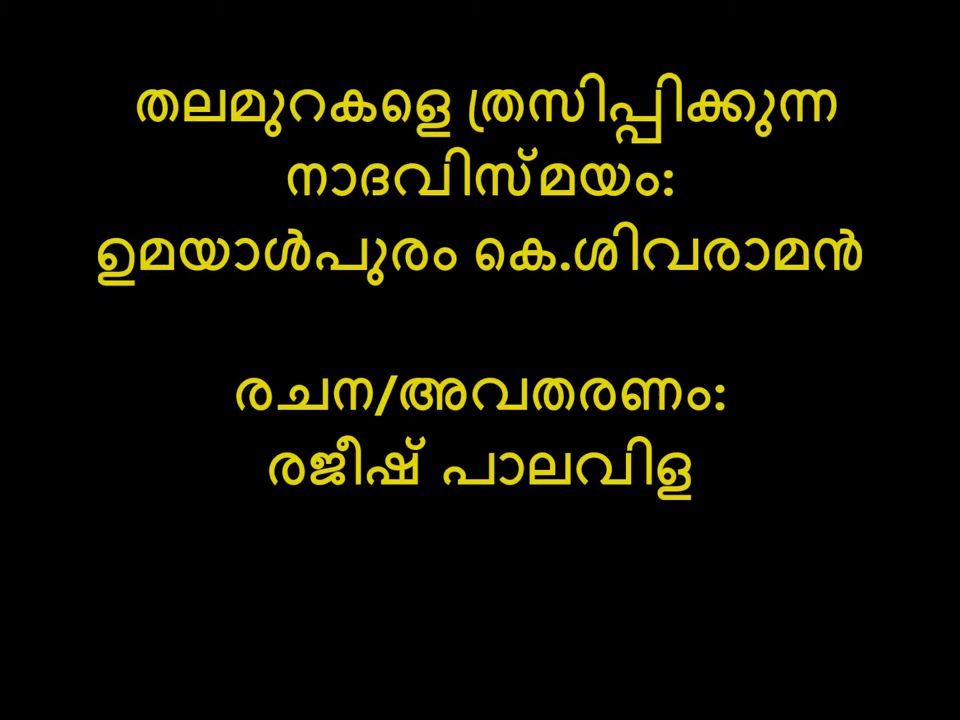 തലമുറകളെ ത്രസിപ്പിക്കുന്ന
നാദവിസ്മയം:
ഉമയാൾപുരം കെ.ശിവരാമൻ
രചന/അവതരണം:
രജീഷ് പാലവിള